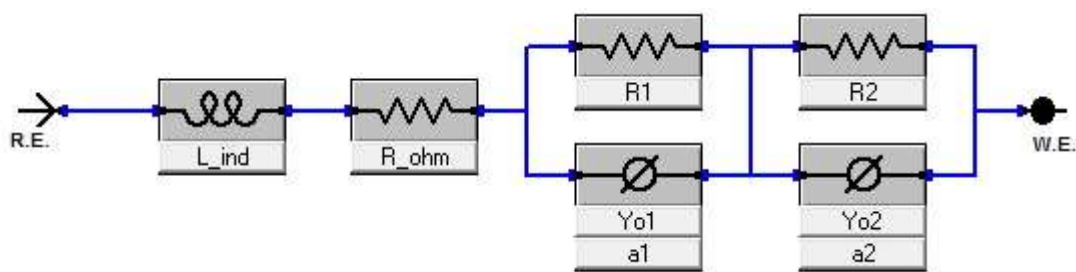 R.E.
L_ind
R_ohm
R1
R2
Yo1
a1
Yo2
a2
W.E.